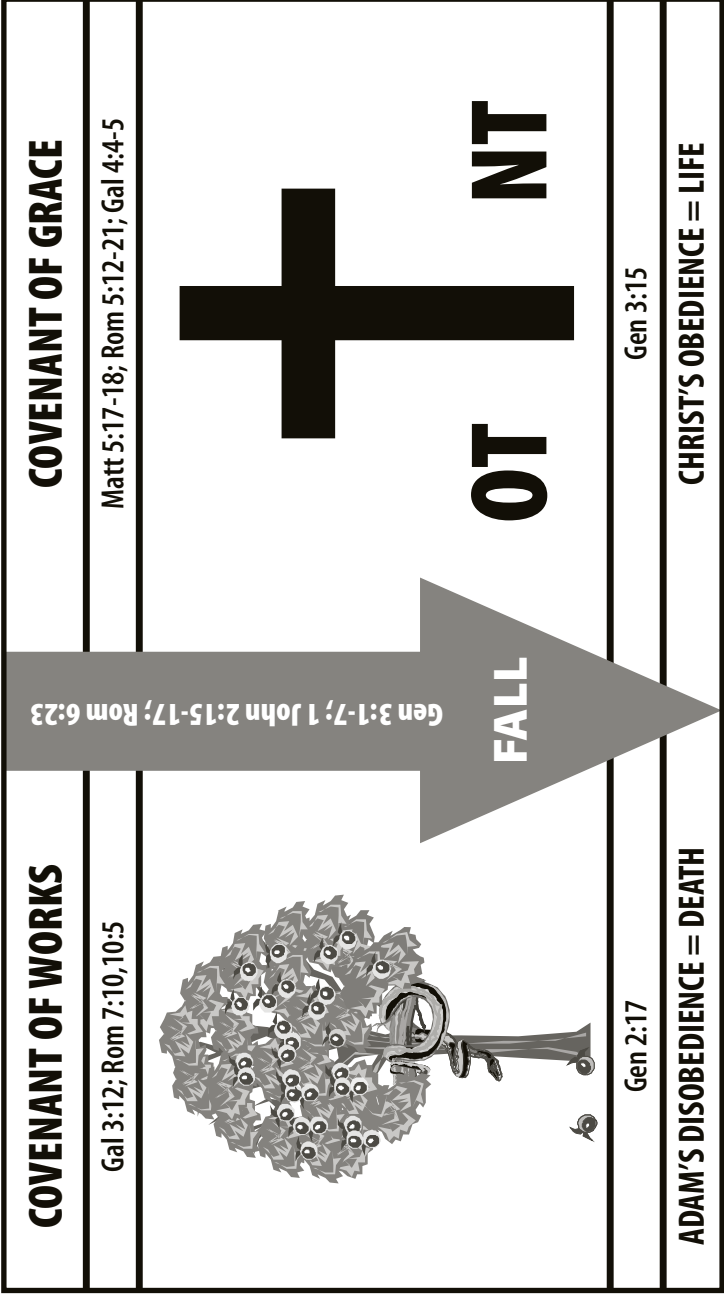 COVENANT OF WORKS
COVENANT OF GRACE
Gal 3:12; Rom 7:10,10:5
Matt 5:17-18; Rom 5:12-21; Gal 4:4-5
Gen 3:1-7; 1 John 2:15-17; Rom 6:23
FALL
OT
NT
Gen 2:17
Gen 3:15
ADAM'S DISOBEDIENCE = DEATH
CHRIST'S OBEDIENCE = LIFE